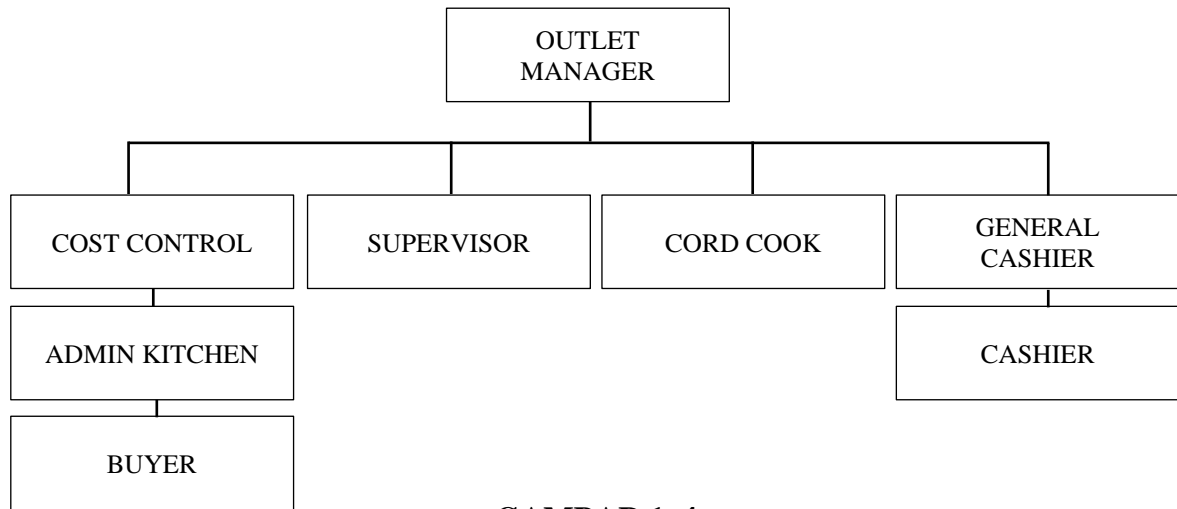 OUTLET
MANAGER
COST CONTROL
SUPERVISOR
CORD COOK
GENERAL
CASHIER
ADMIN KITCHEN
CASHIER
BUYER